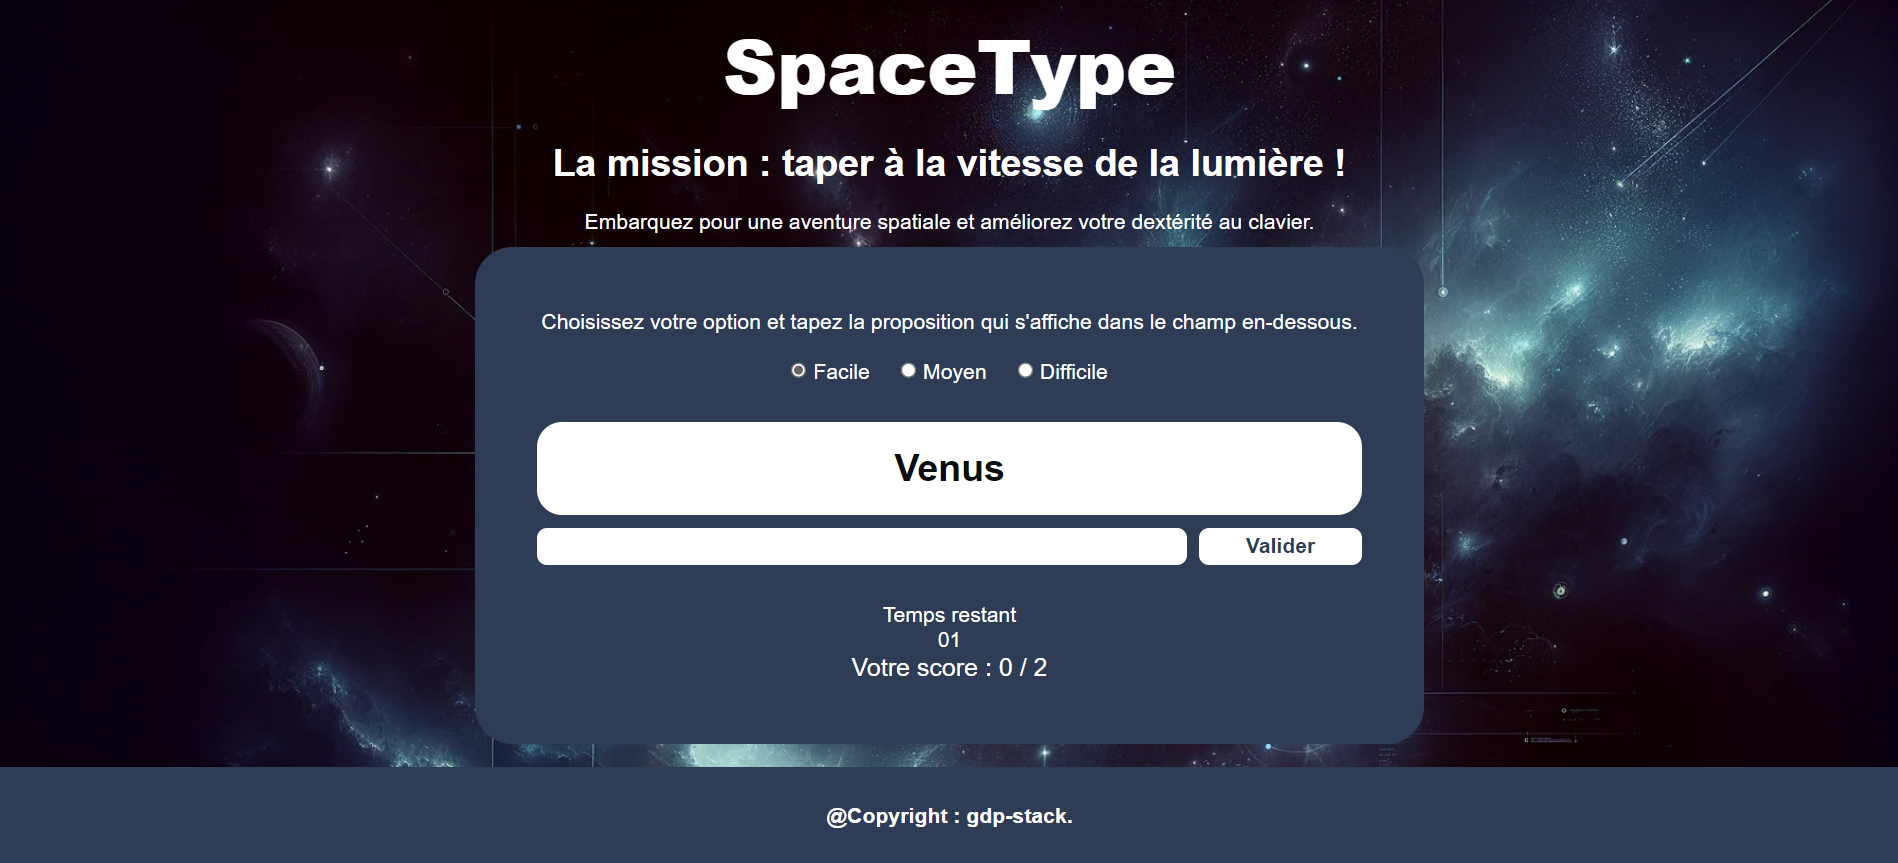 SpaceType
La mission : taper à la vitesse de la lumière !
Embarquez pour une aventure spatiale et améliorez votre dextérité au clavier.
Choisissez votre option et tapez la proposition qui s'affiche dans le champ en-dessous.
Facile Moyen Difficile
Venus
Valider
Temps restant
01
Votre score : 0 / 2
@Copyright : gdp-stack.